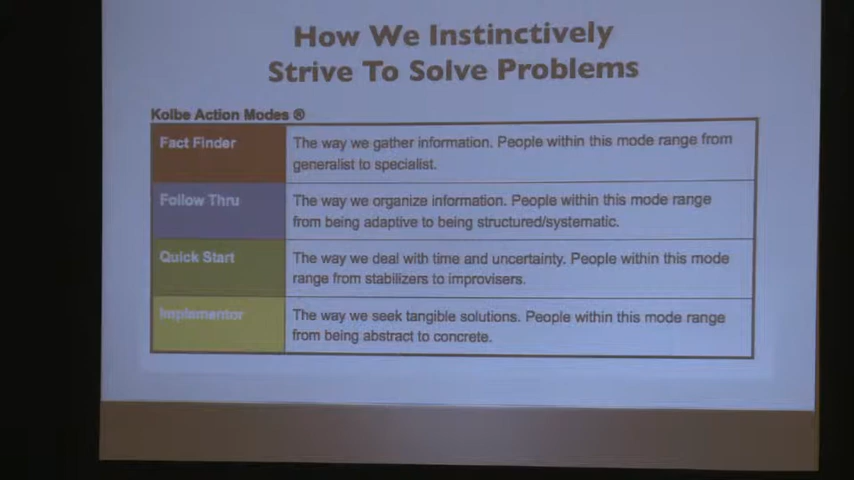 How We Instinctively
Strive To Solve Problems
Kolbe Action Modes ®
Fact Finder
The way we gather information. People within this mode range from
generalist to specialist.
Follow Thru
The way we organize information. People within this mode range
from being adaptive to being structured/systematic.
Quick Start
The way we deal with time and uncertainty. People within this mode
range from stabilizers to improvisers.
Implementor
The way we seek tangible solutions. People within this mode range
from being abstract to concrete.